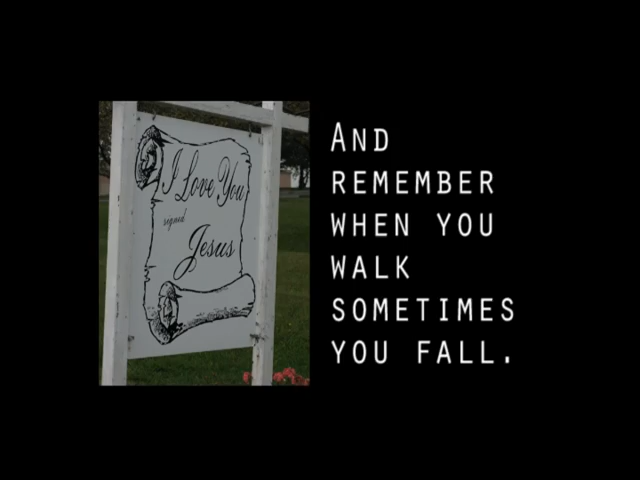 I Love You
signed
Jesus
And
remember
when you
walk
sometimes
you fall.